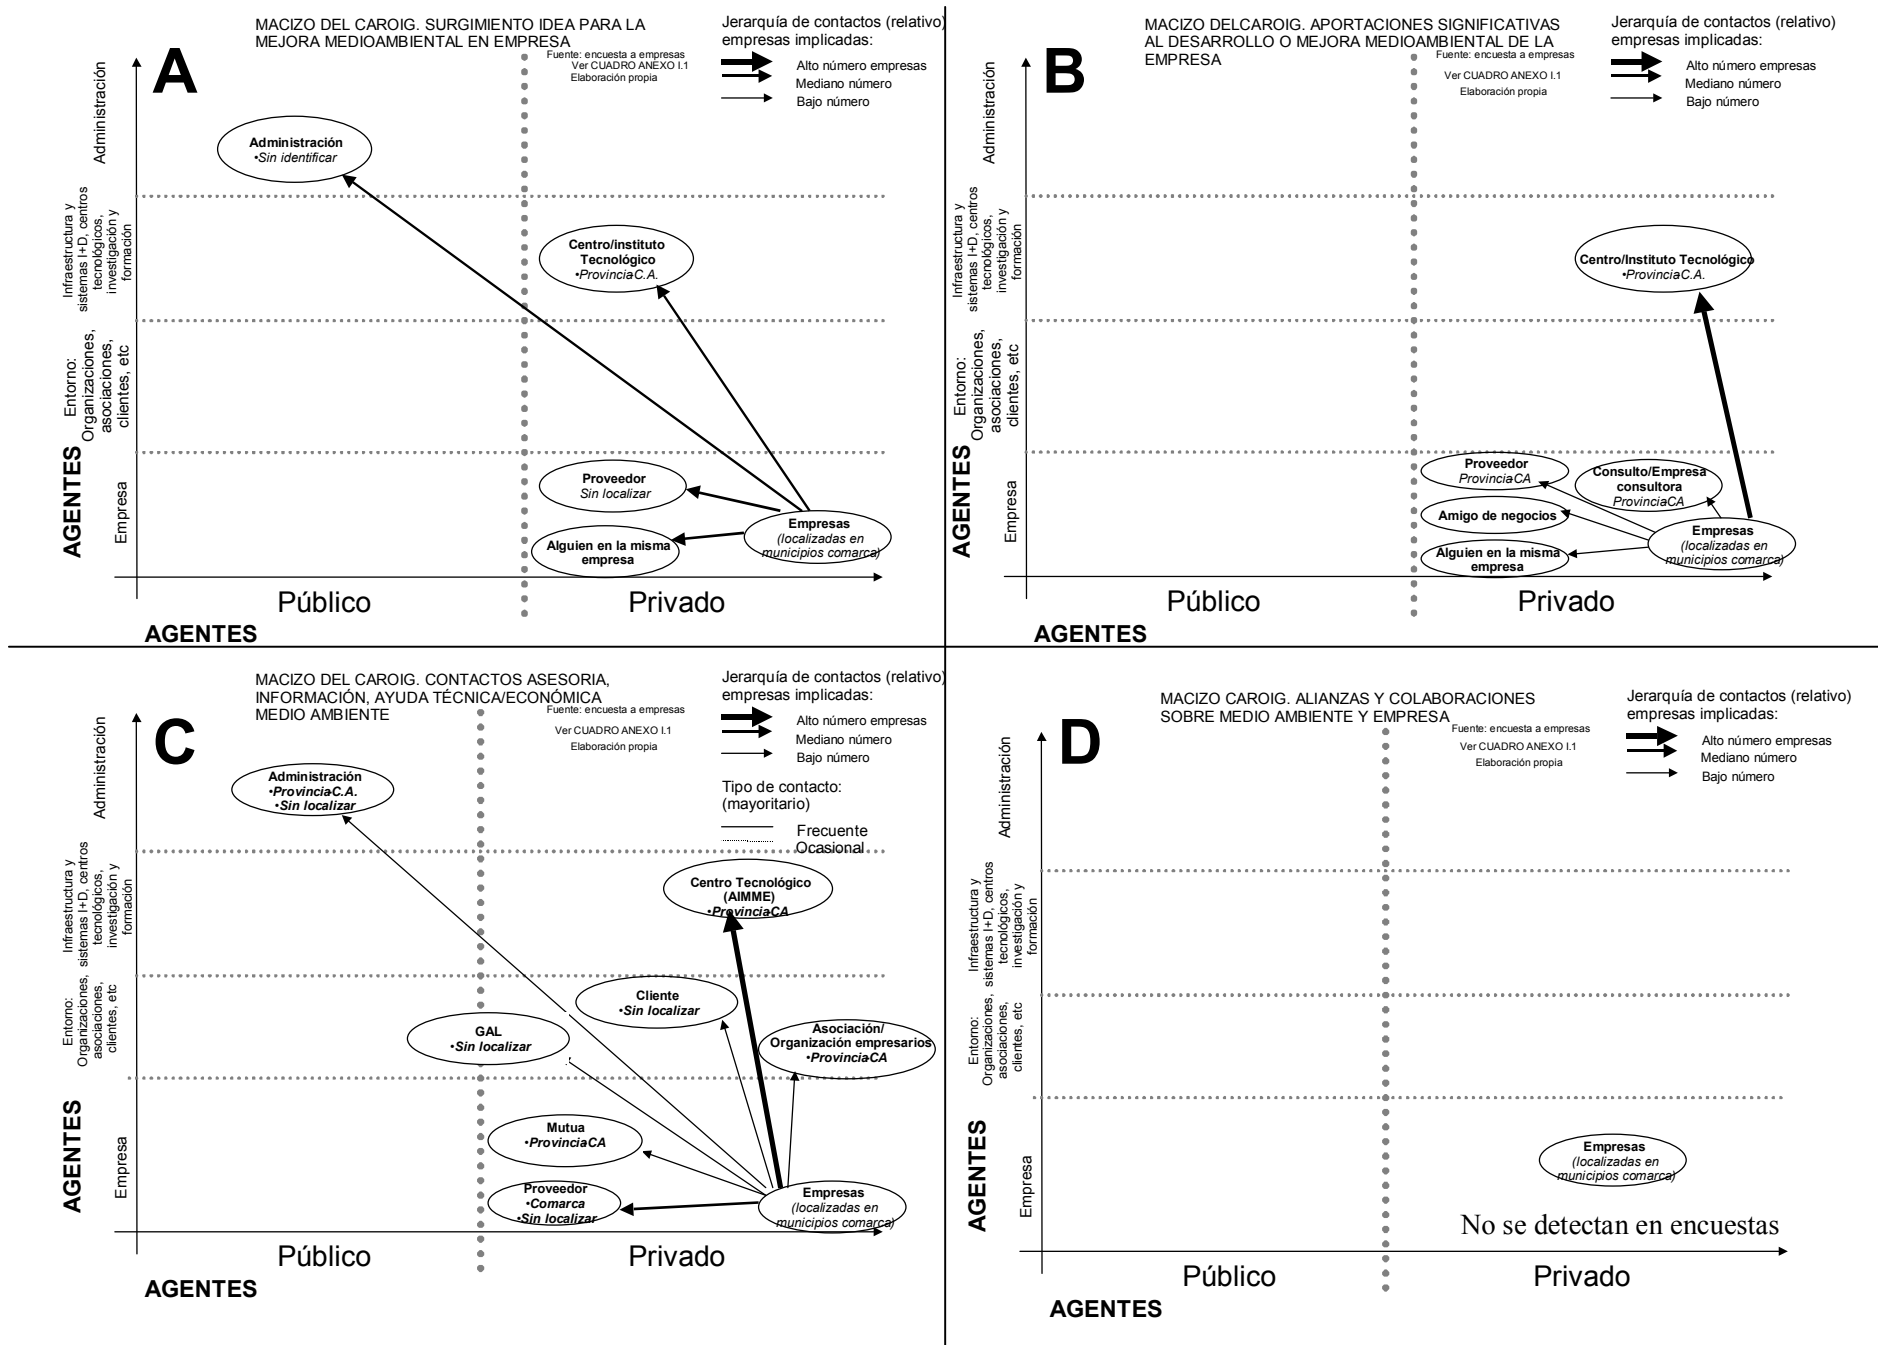 MACIZO DEL CAROIG. SURGIMIENTO IDEA PARA LA
MEJORA MEDIOAMBIENTAL EN EMPRESA
A
Fuente: encuesta a empresas
Ver CUADRO ANEXO I.1
Elaboración propia
Jerarquía de contactos (relativo)
empresas implicadas:
Alto número empresas
Mediano número
Bajo número
Administración
Infraestructura y
sistemas I+D, centros
tecnológicos,
investigación y
formación
Entorno:
Organizaciones,
asociaciones,
clientes, etc
Empresa
AGENTES
Administración
•Sin identificar
Centro/instituto
Tecnológico
•Provincia-C.A.
Proveedor
Sin localizar
Alguien en la misma
empresa
Empresas
(localizadas en
municipios comarca)
Público
Privado
AGENTES
MACIZO DELCAROIG. APORTACIONES SIGNIFICATIVAS
AL DESARROLLO O MEJORA MEDIOAMBIENTAL DE LA
EMPRESA
B
Fuente: encuesta a empresas
Ver CUADRO ANEXO I.1
Elaboración propia
Jerarquía de contactos (relativo)
empresas implicadas:
Alto número empresas
Mediano número
Bajo número
Administración
Infraestructura y
sistemas I+D, centros
tecnológicos,
investigación y
formación
Entorno:
Organizaciones,
asociaciones,
clientes, etc
Empresa
AGENTES
Centro/Instituto Tecnológico
•Provincia-C.A.
Proveedor
Provincia-CA
Consulto/Empresa
consultora
Provincia-CA
Amigo de negocios
Alguien en la misma
empresa
Empresas
(localizadas en
municipios comarca)
Público
Privado
AGENTES
MACIZO DEL CAROIG. CONTACTOS ASESORIA,
INFORMACIÓN, AYUDA TÉCNICA/ECONÓMICA
MEDIO AMBIENTE
C
Fuente: encuesta a empresas
Ver CUADRO ANEXO I.1
Elaboración propia
Jerarquía de contactos (relativo)
empresas implicadas:
Alto número empresas
Mediano número
Bajo número
Tipo de contacto:
(mayoritario)
Frecuente
Ocasional
Administración
Infraestructura y
sistemas I+D, centros
tecnológicos,
investigación y
formación
Entorno:
Organizaciones,
asociaciones,
clientes, etc
Empresa
AGENTES
Administración
•Provincia-C.A.
•Sin localizar
Centro Tecnológico
(AIMME)
•Provincia-CA
Cliente
•Sin localizar
GAL
•Sin localizar
Asociación/
Organización empresarios
•Provincia-CA
Mutua
•Provincia-CA
Proveedor
•Comarca
•Sin localizar
Empresas
(localizadas en
municipios comarca)
Público
Privado
AGENTES
MACIZO CAROIG. ALIANZAS Y COLABORACIONES
SOBRE MEDIO AMBIENTE Y EMPRESA
D
Fuente: encuesta a empresas
Ver CUADRO ANEXO I.1
Elaboración propia
Jerarquía de contactos (relativo)
empresas implicadas:
Alto número empresas
Mediano número
Bajo número
Administración
Infraestructura y
sistemas I+D, centros
tecnológicos,
investigación y
formación
Entorno:
Organizaciones,
asociaciones,
clientes, etc
Empresa
AGENTES
Empresas
(localizadas en
municipios comarca)
No se detectan en encuestas
Público
Privado
AGENTES